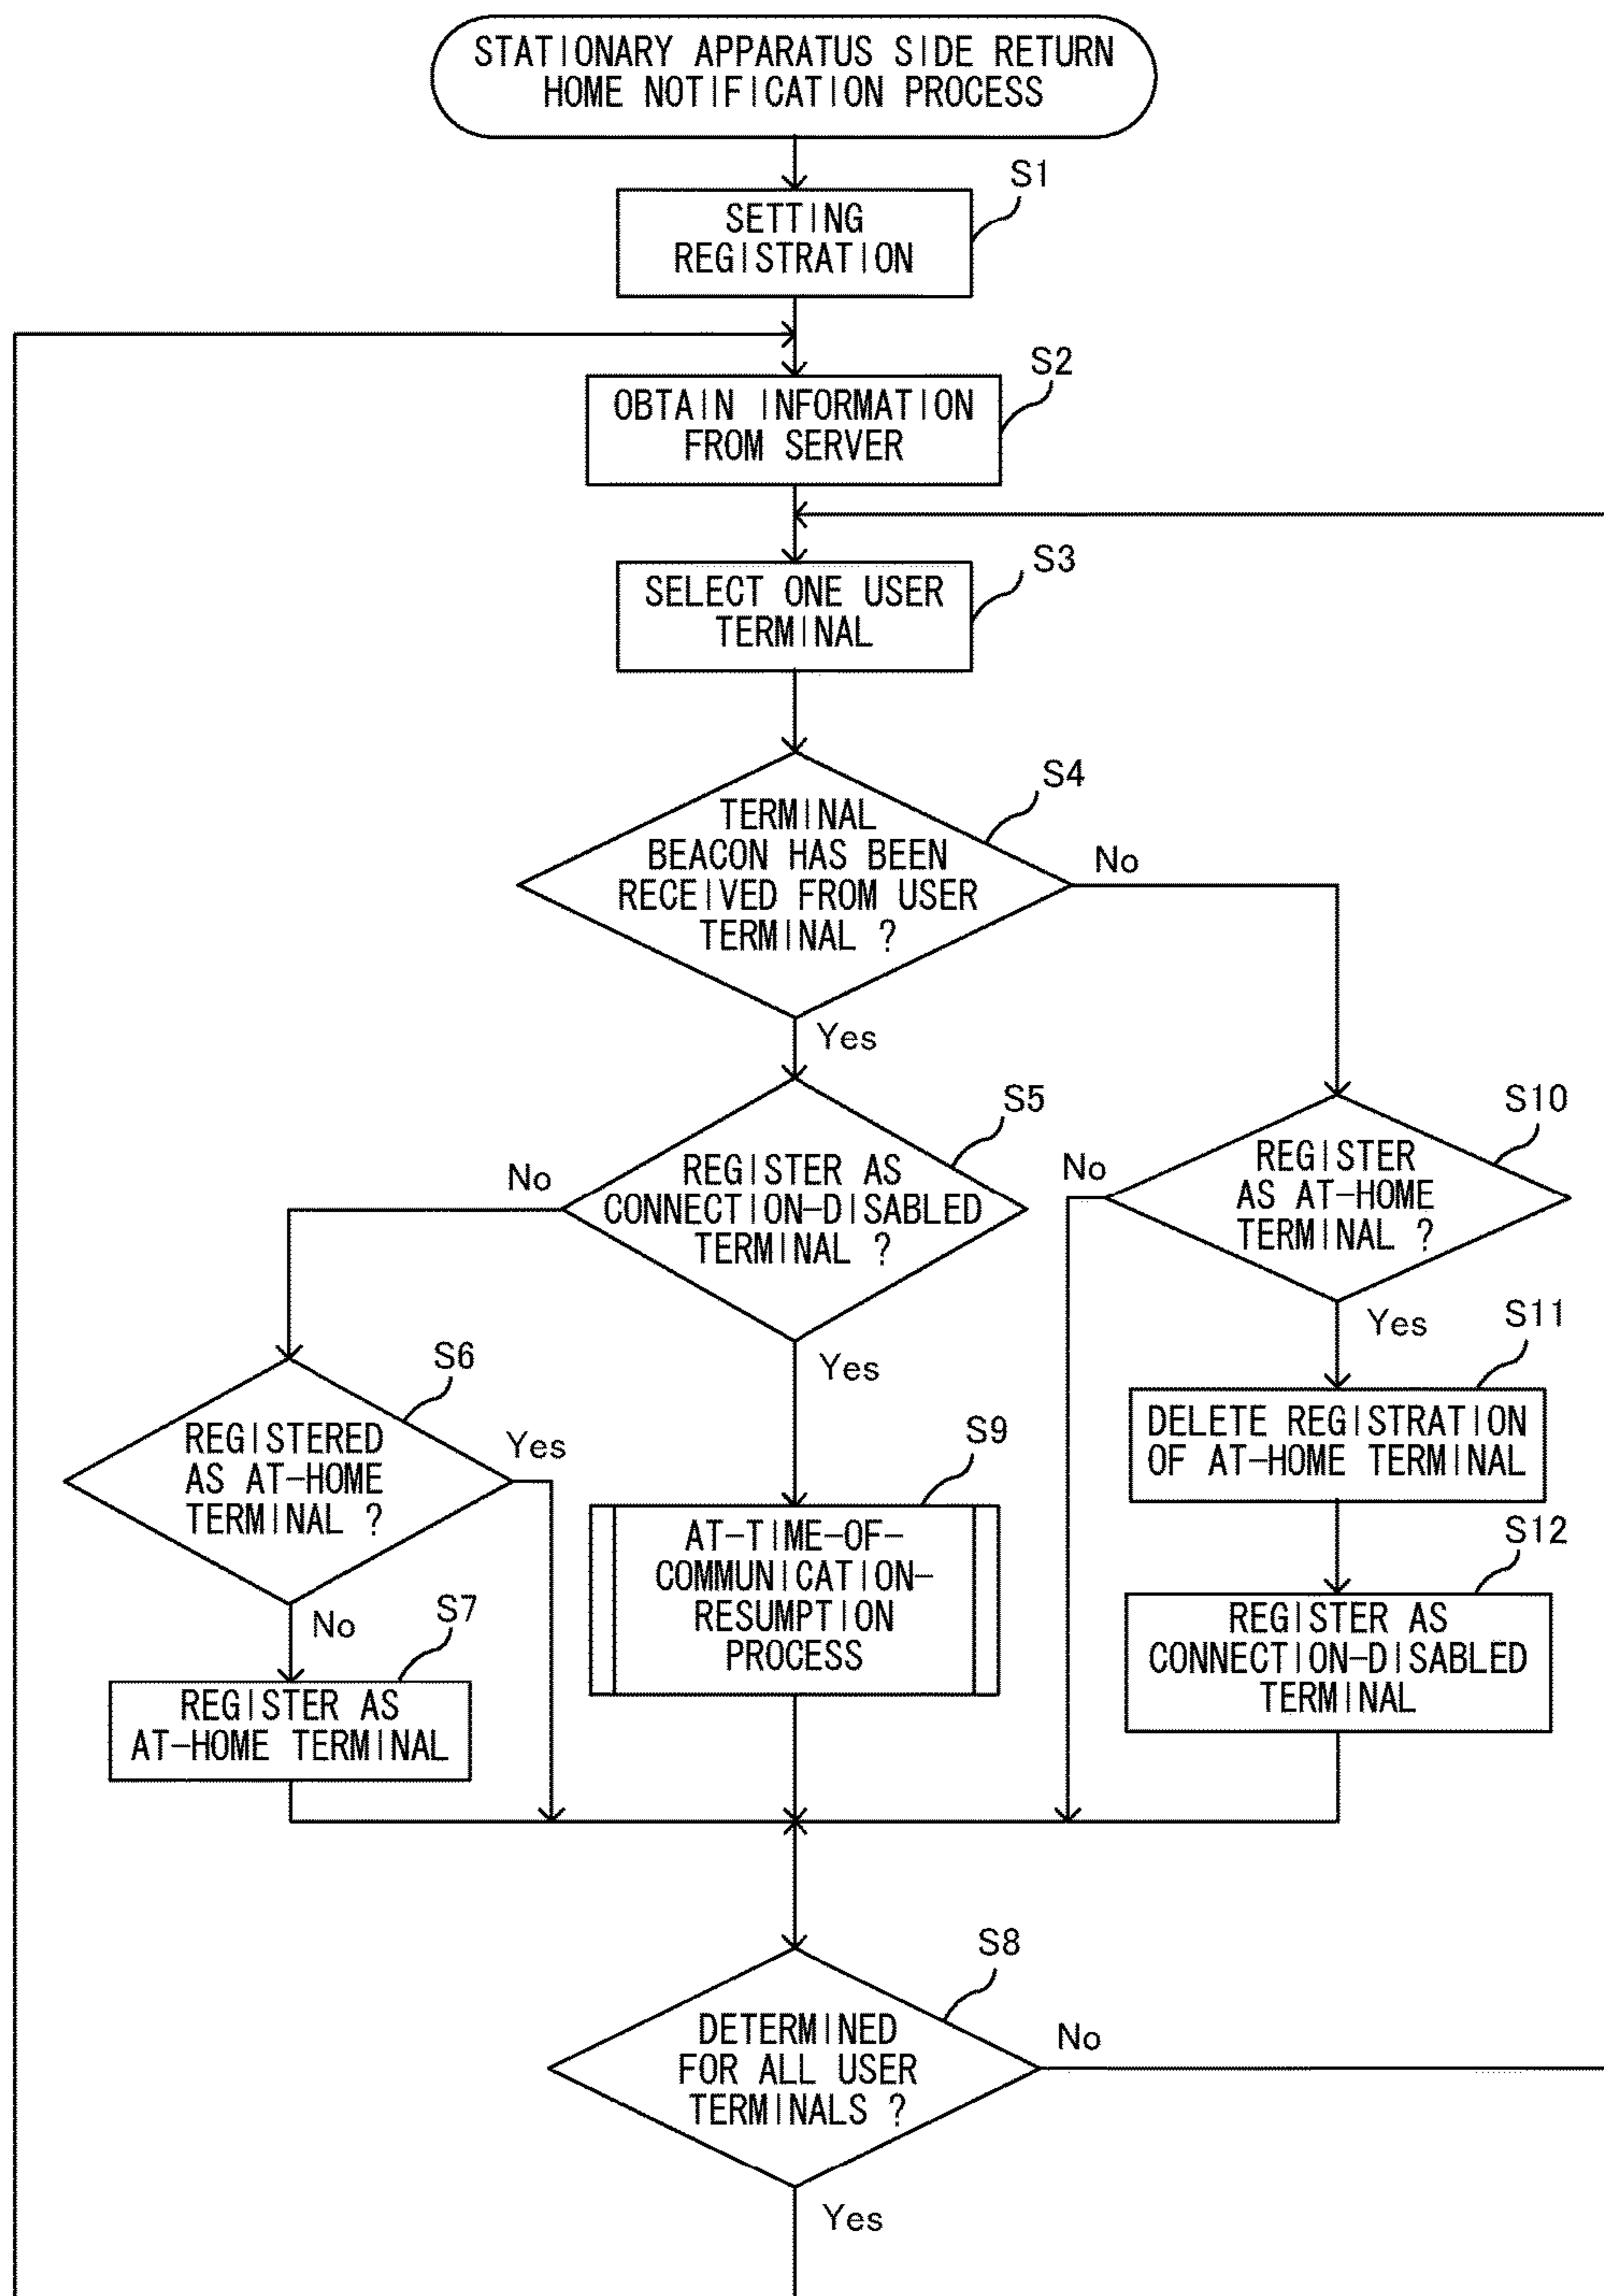 STATIONARY APPARATUS SIDE RETURN
HOME NOTIFICATION PROCESS
S1
SETTING
REGISTRATION
S2
OBTAIN INFORMATION
FROM SERVER
S3
SELECT ONE USER
TERMINAL
S4
TERMINAL
BEACON HAS BEEN
RECEIVED FROM USER
TERMINAL ?
No
Yes
S5
REGISTER AS
CONNECTION-DISABLED
TERMINAL ?
No
Yes
S10
REGISTER
AS AT-HOME
TERMINAL ?
No
Yes
S6
REGISTERED
AS AT-HOME
TERMINAL ?
Yes
No
S9
AT-TIME-OF-
COMMUNICATION-
RESUMPTION
PROCESS
S11
DELETE REGISTRATION
OF AT-HOME TERMINAL
S12
REGISTER AS
CONNECTION-DISABLED
TERMINAL
S7
REGISTER AS
AT-HOME TERMINAL
S8
DETERMINED
FOR ALL USER
TERMINALS ?
No
Yes